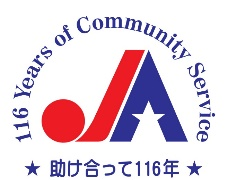 116 Years of Community Service
JA
★ 助け合って116年 ★